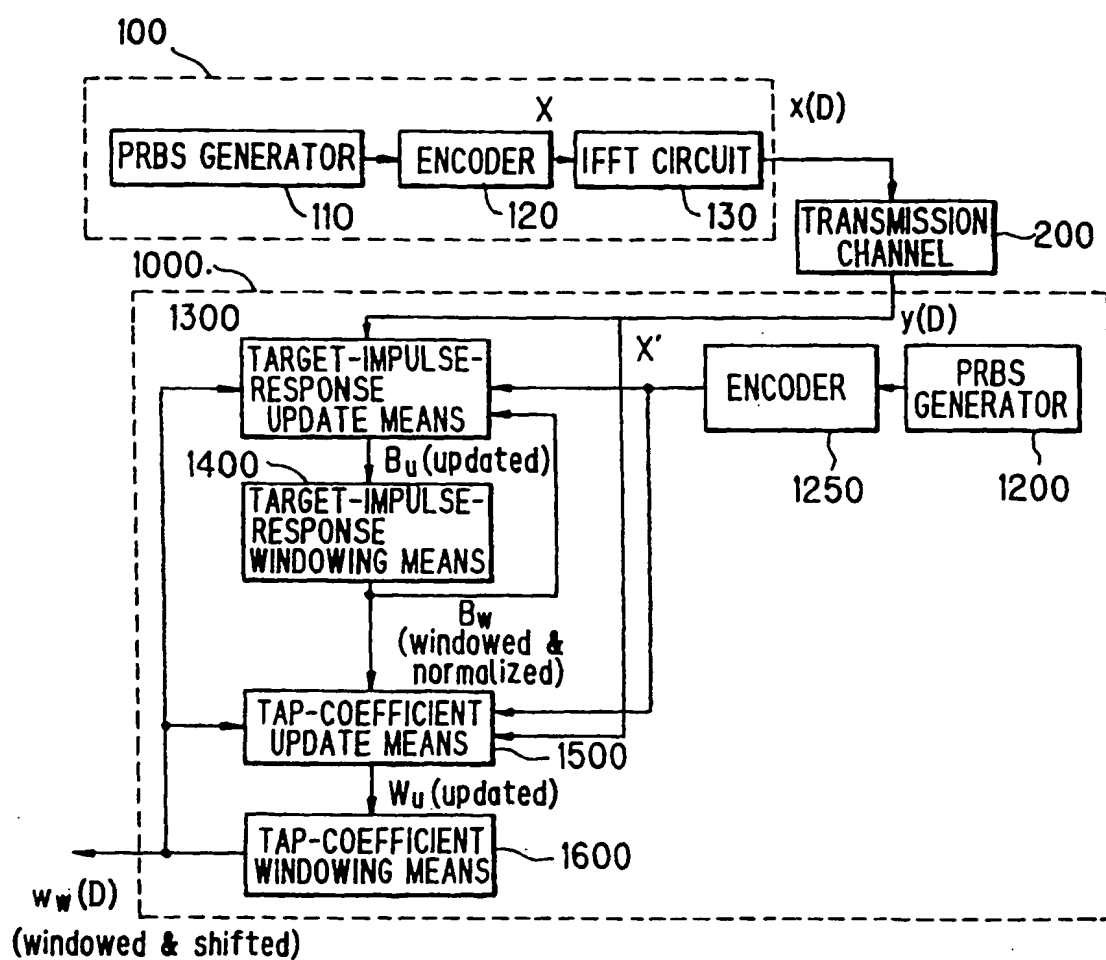 100
X
x(D)
PRBS GENERATOR
ENCODER
IFFT CIRCUIT
110
120
130
TRANSMISSION
CHANNEL
200
1000.
1300
y(D)
X'
TARGET-IMPULSE-
RESPONSE
UPDATE MEANS
ENCODER
PRBS
GENERATOR
1400
Bu (updated)
1250
1200
TARGET-IMPULSE-
RESPONSE
WINDOWING MEANS
Bw
(windowed &
normalized)
TAP-COEFFICIENT
UPDATE MEANS
1500
Wu (updated)
TAP-COEFFICIENT
WINDOWING MEANS
1600
ww(D)
(windowed & shifted)